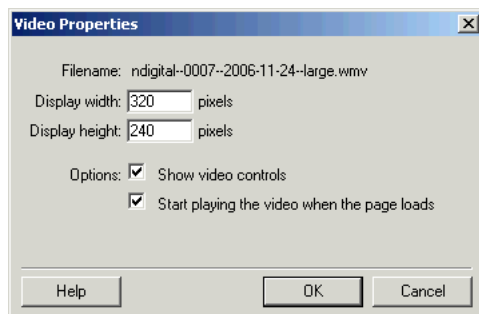 Video Properties
Filename: ndigital--0007--2006-11-24--large.wmv
Display width: 320 pixels
Display height: 240 pixels
Options: Show video controls
Start playing the video when the page loads
Help OK Cancel